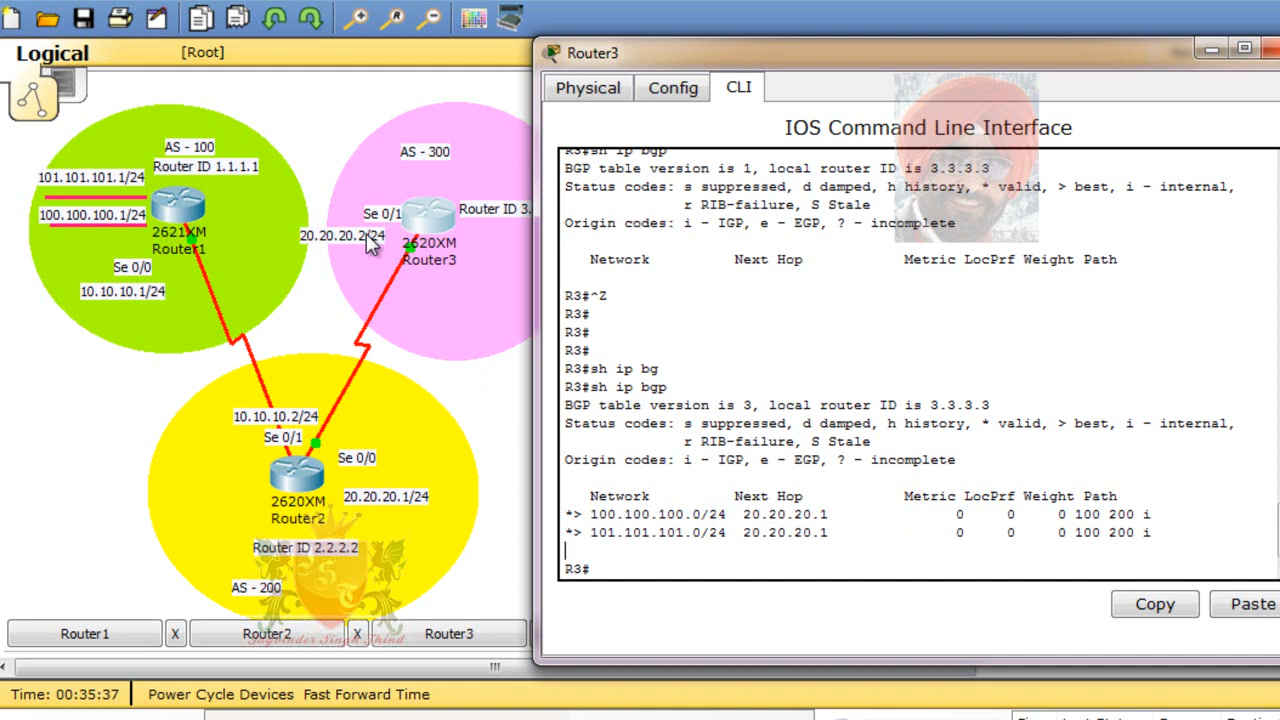 Logical
[Root]
AS - 100
Router ID 1.1.1.1
101.101.101.1/24
100.100.100.1/24
2621XM
Router1
Se 0/0
10.10.10.1/24
AS - 300
Se 0/1
Router ID 3.
20.20.20.2/24
2620XM
Router3
10.10.10.2/24
Se 0/1
Se 0/0
20.20.20.1/24
2620XM
Router2
Router ID 2.2.2.2
AS - 200
Jagvinder Singh Thind
Router1
X
Router2
X
Router3
Time: 00:35:37
Power Cycle Devices Fast Forward Time
Router3
Physical
Config
CLI
IOS Command Line Interface
R3#sh ip bgp
BGP table version is 1, local router ID is 3.3.3.3
Status codes: s suppressed, d damped, h history, * valid, > best, i - internal,
r RIB-failure, S Stale
Origin codes: i - IGP, e - EGP, ? - incomplete
Network Next Hop Metric LocPrf Weight Path
R3#^Z
R3#
R3#
R3#
R3#sh ip bg
R3#sh ip bgp
BGP table version is 3, local router ID is 3.3.3.3
Status codes: s suppressed, d damped, h history, * valid, > best, i - internal,
r RIB-failure, S Stale
Origin codes: i - IGP, e - EGP, ? - incomplete
Network Next Hop Metric LocPrf Weight Path
*> 100.100.100.0/24 20.20.20.1 0 0 0 100 200 i
*> 101.101.101.0/24 20.20.20.1 0 0 0 100 200 i
R3#
Copy
Paste